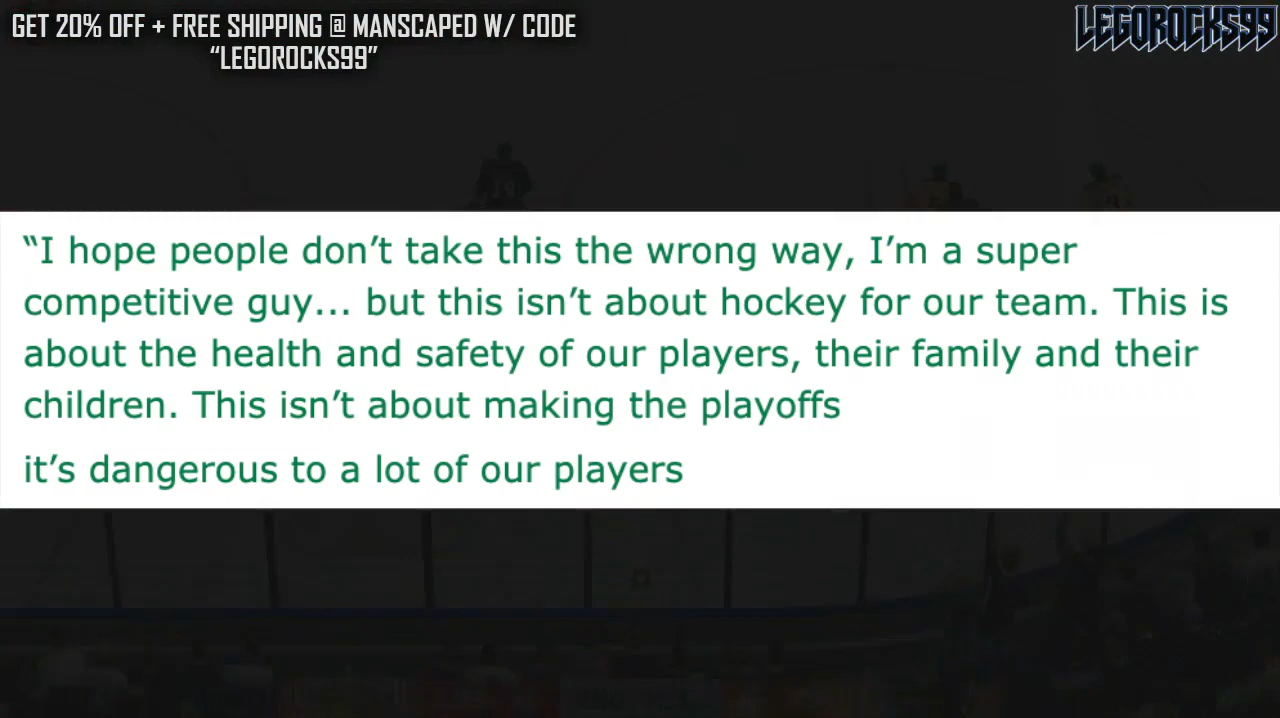 GET 20% OFF + FREE SHIPPING @ MANSCAPED W/ CODE
“LEGOROCKS99”
LEGOROCKS99
“I hope people don’t take this the wrong way, I’m a super
competitive guy... but this isn’t about hockey for our team. This is
about the health and safety of our players, their family and their
children. This isn’t about making the playoffs
it’s dangerous to a lot of our players